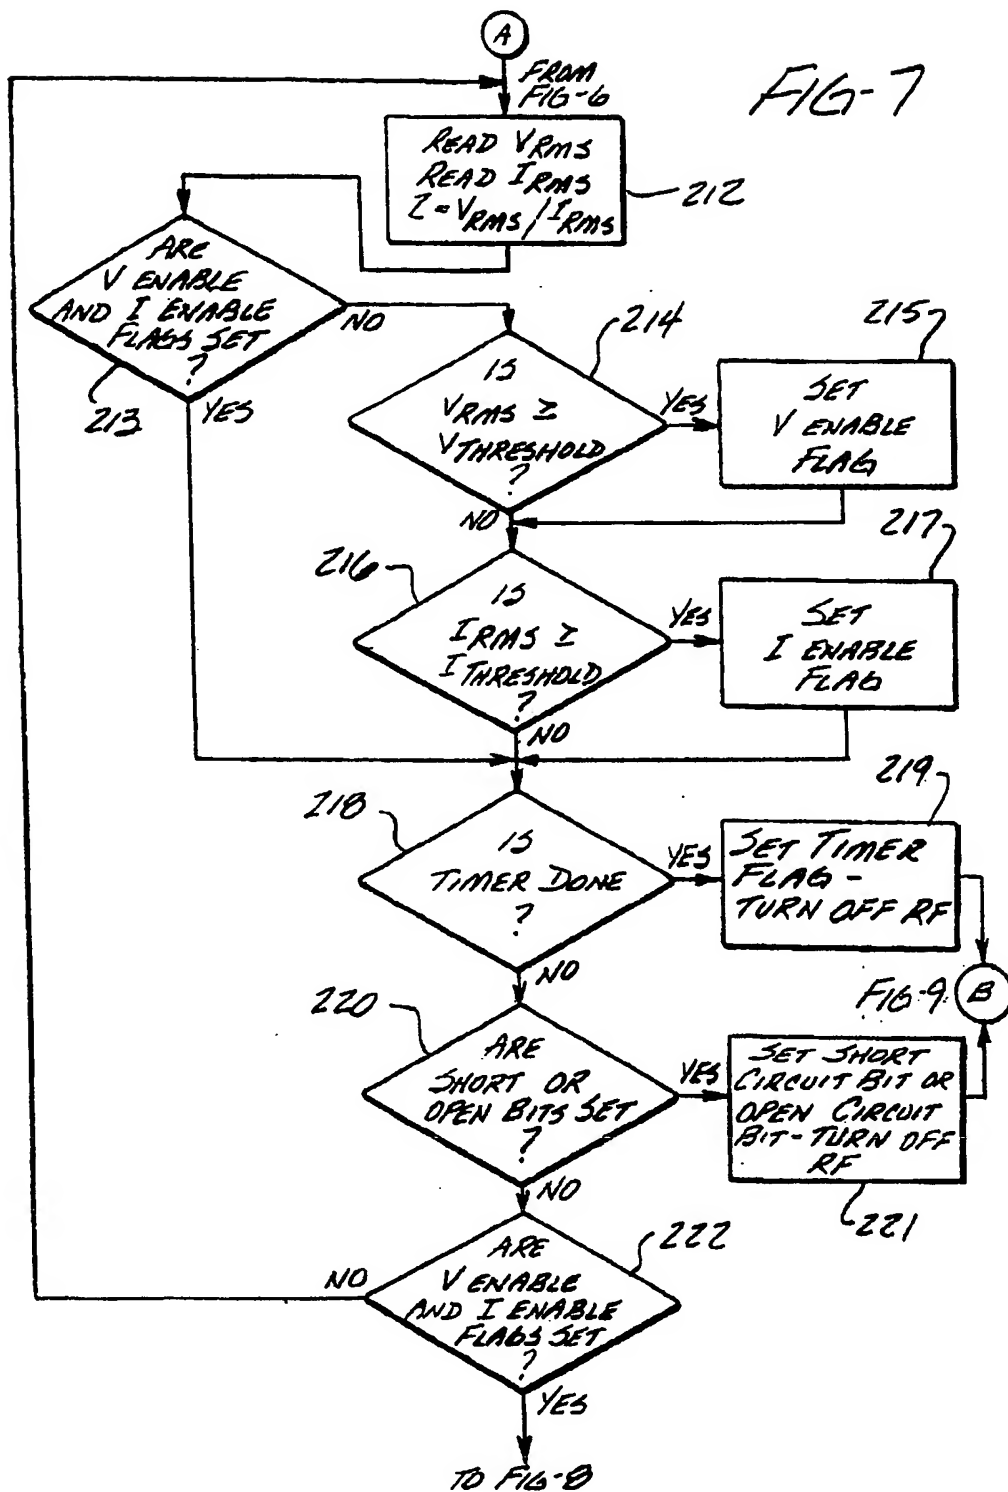 A
FROM
FIG-6
FIG-7
READ VRMS
READ IRMS
Z=VRMS/IRMS
212
ARE
V ENABLE
AND I ENABLE
FLAGS SET
?
213
NO
YES
214
IS
VRMS ≥
VTHRESHOLD
?
YES
NO
215
SET
V ENABLE
FLAG
216
IS
IRMS ≥
ITHRESHOLD
?
YES
NO
217
SET
I ENABLE
FLAG
218
IS
TIMER DONE
?
YES
NO
219
SET TIMER
FLAG-
TURN OFF RF
FIG-9 B
220
ARE
SHORT OR
OPEN BITS SET
?
YES
NO
SET SHORT
CIRCUIT BIT OR
OPEN CIRCUIT
BIT-TURN OFF
RF
221
222
ARE
V ENABLE
AND I ENABLE
FLAGS SET
?
NO
YES
TO FIG-8